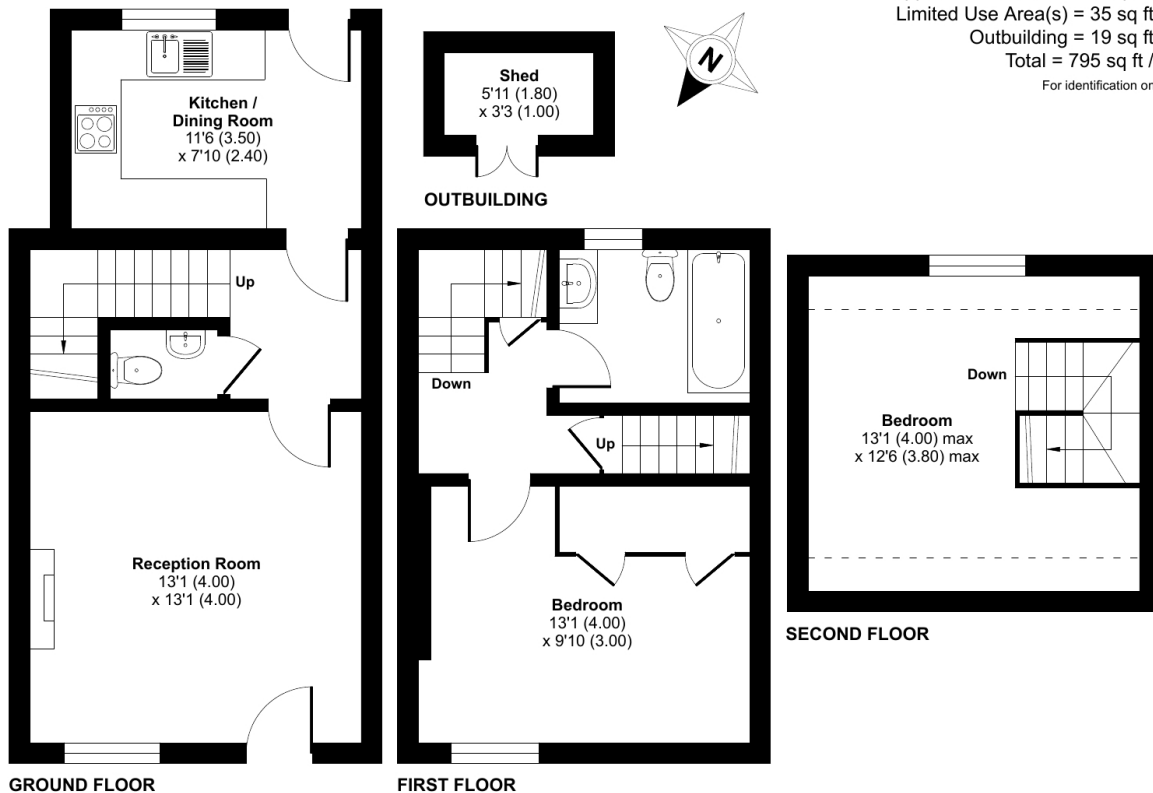 Limited Use Area(s) = 35 sq ft
Outbuilding = 19 sq ft
Total = 795 sq ft /
For identification
N
Kitchen /
Dining Room
11'6 (3.50)
x 7'10 (2.40)
Shed
5'11 (1.80)
x 3'3 (1.00)
OUTBUILDING
Up
Reception Room
13'1 (4.00)
x 13'1 (4.00)
GROUND FLOOR
Down
Up
Bedroom
13'1 (4.00)
x 9'10 (3.00)
FIRST FLOOR
Down
Bedroom
13'1 (4.00) max
x 12'6 (3.80) max
SECOND FLOOR